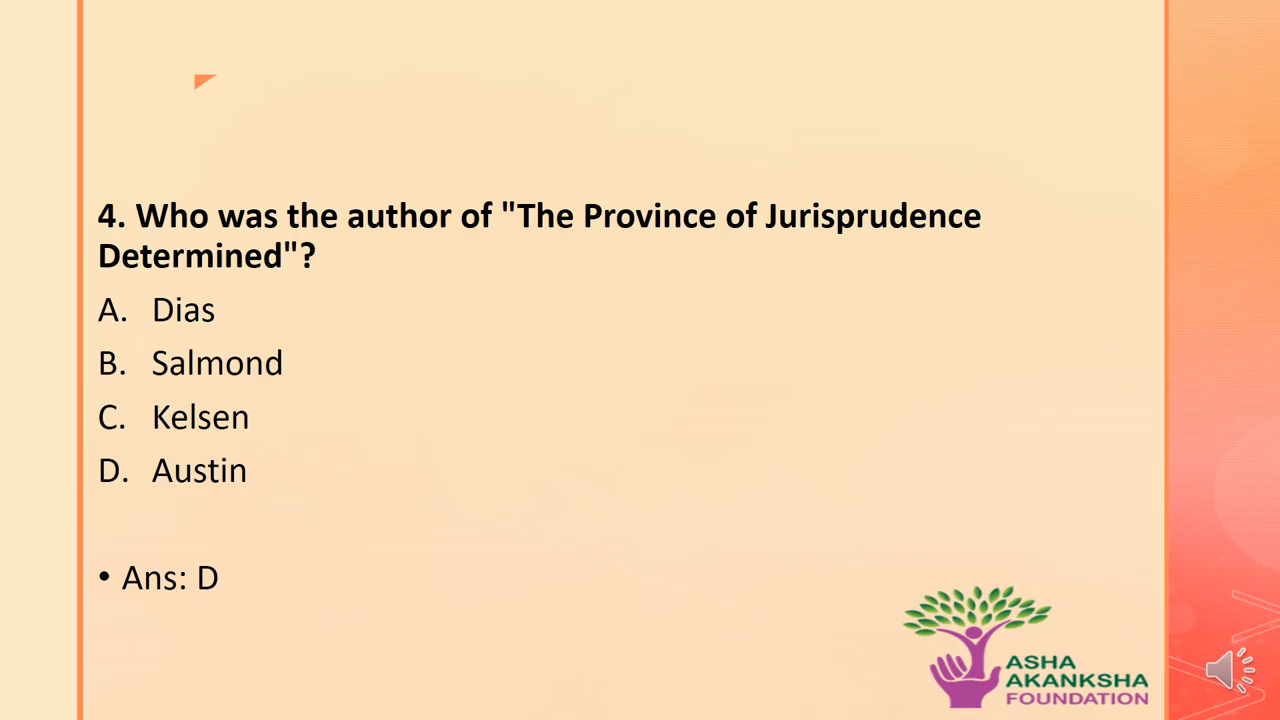 4. Who was the author of "The Province of Jurisprudence
Determined"?
A. Dias
B. Salmond
C. Kelsen
D. Austin
• Ans: D
ASHA
AKANKSHA
FOUNDATION